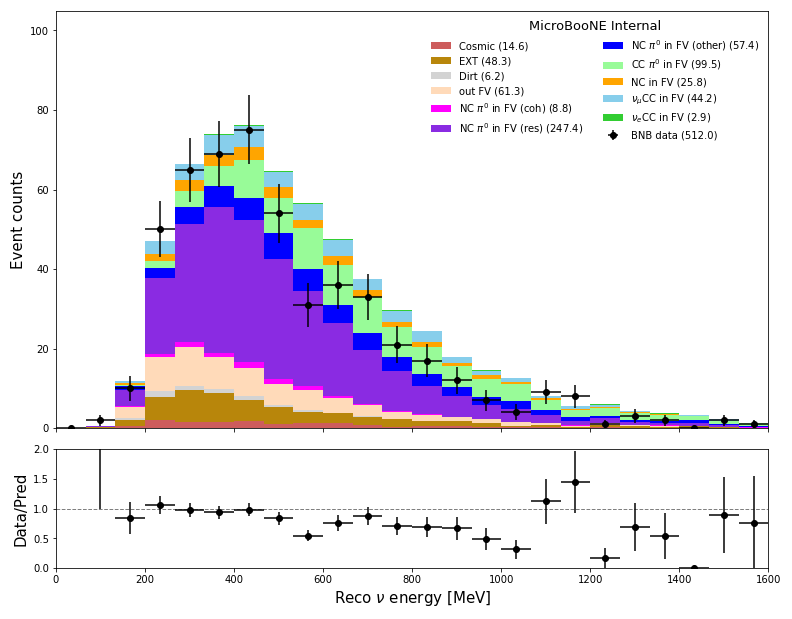 MicroBooNE Internal
Cosmic (14.6)
EXT (48.3)
Dirt (6.2)
out FV (61.3)
NC π⁰ in FV (coh) (8.8)
NC π⁰ in FV (res) (247.4)
NC π⁰ in FV (other) (57.4)
CC π⁰ in FV (99.5)
NC in FV (25.8)
νμCC in FV (44.2)
νeCC in FV (2.9)
BNB data (512.0)
Event counts
100
80
60
40
20
0
Data/Pred
2.0
1.5
1.0
0.5
0.0
0 200 400 600 800 1000 1200 1400 1600
Reco ν energy [MeV]